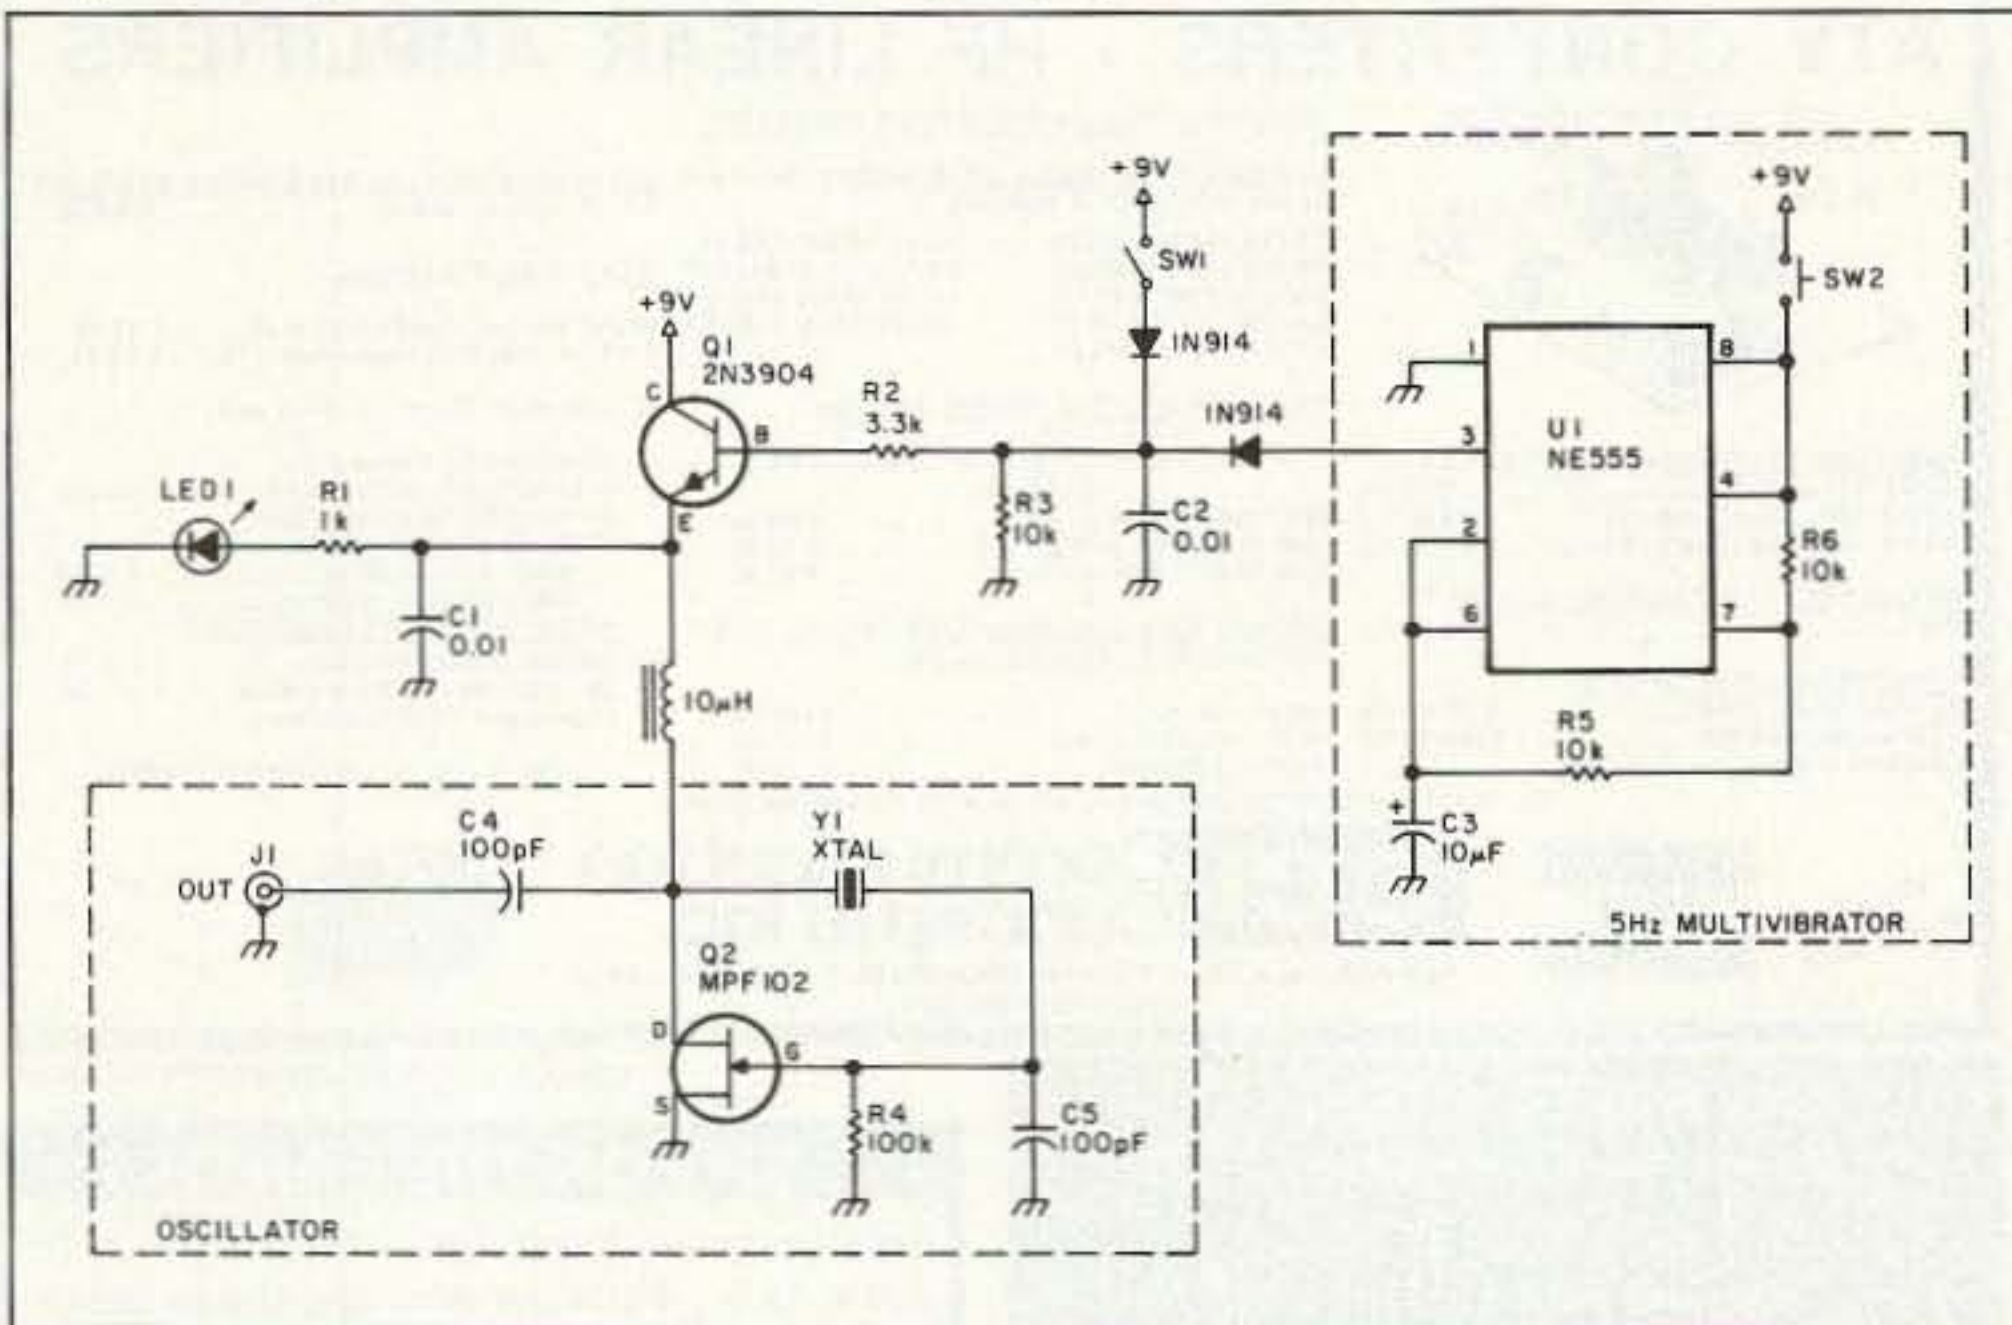 +9V
SW1
1N914
+9V
SW2
+9V
Q1
2N3904
C
B
E
R2
3.3k
1N914
1
3
2
6
8
4
7
U1
NE555
LED1
R1
1k
R3
10k
C2
0.01
R6
10k
C1
0.01
10µH
R5
10k
+
C3
10µF
5Hz MULTIVIBRATOR
C4
100pF
Y1
XTAL
J1
OUT
Q2
MPF102
D
G
S
R4
100k
C5
100pF
OSCILLATOR